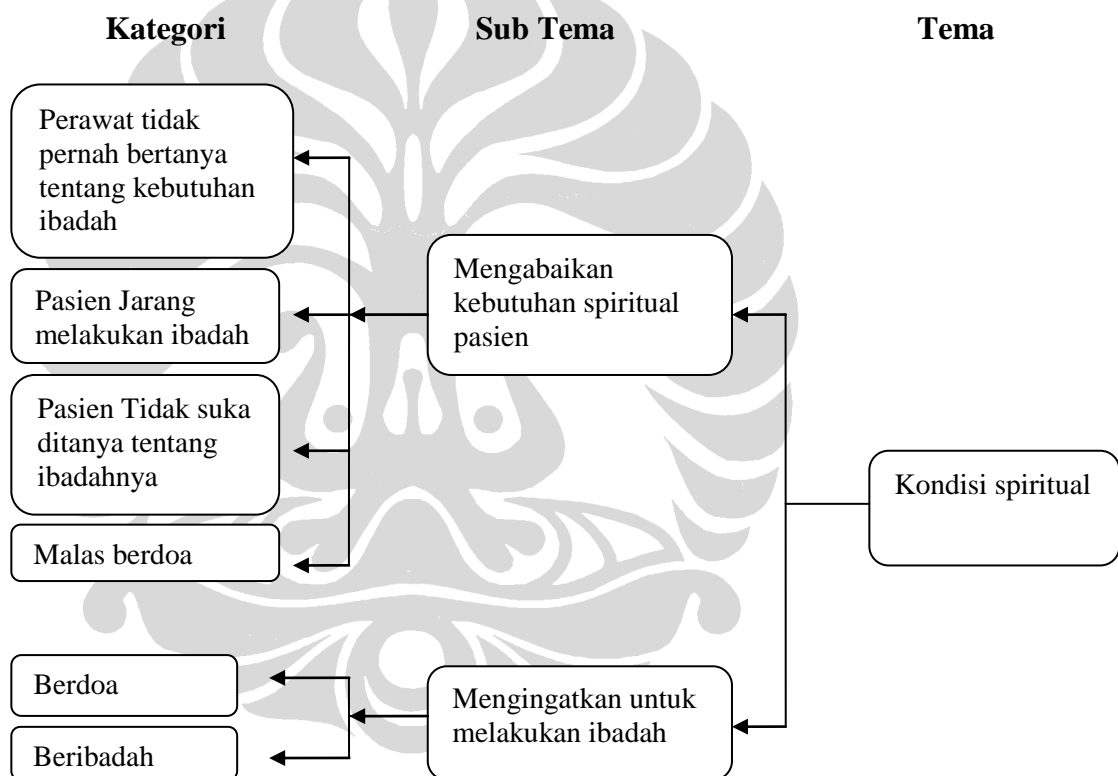 Kategori
Sub Tema
Tema
Perawat tidak
pernah bertanya
tentang kebutuhan
ibadah
Pasien Jarang
melakukan ibadah
Pasien Tidak suka
ditanya tentang
ibadahnya
Malas berdoa
Berdoa
Beribadah
Mengabaikan
kebutuhan spiritual
pasien
Mengingatkan untuk
melakukan ibadah
Kondisi spiritual